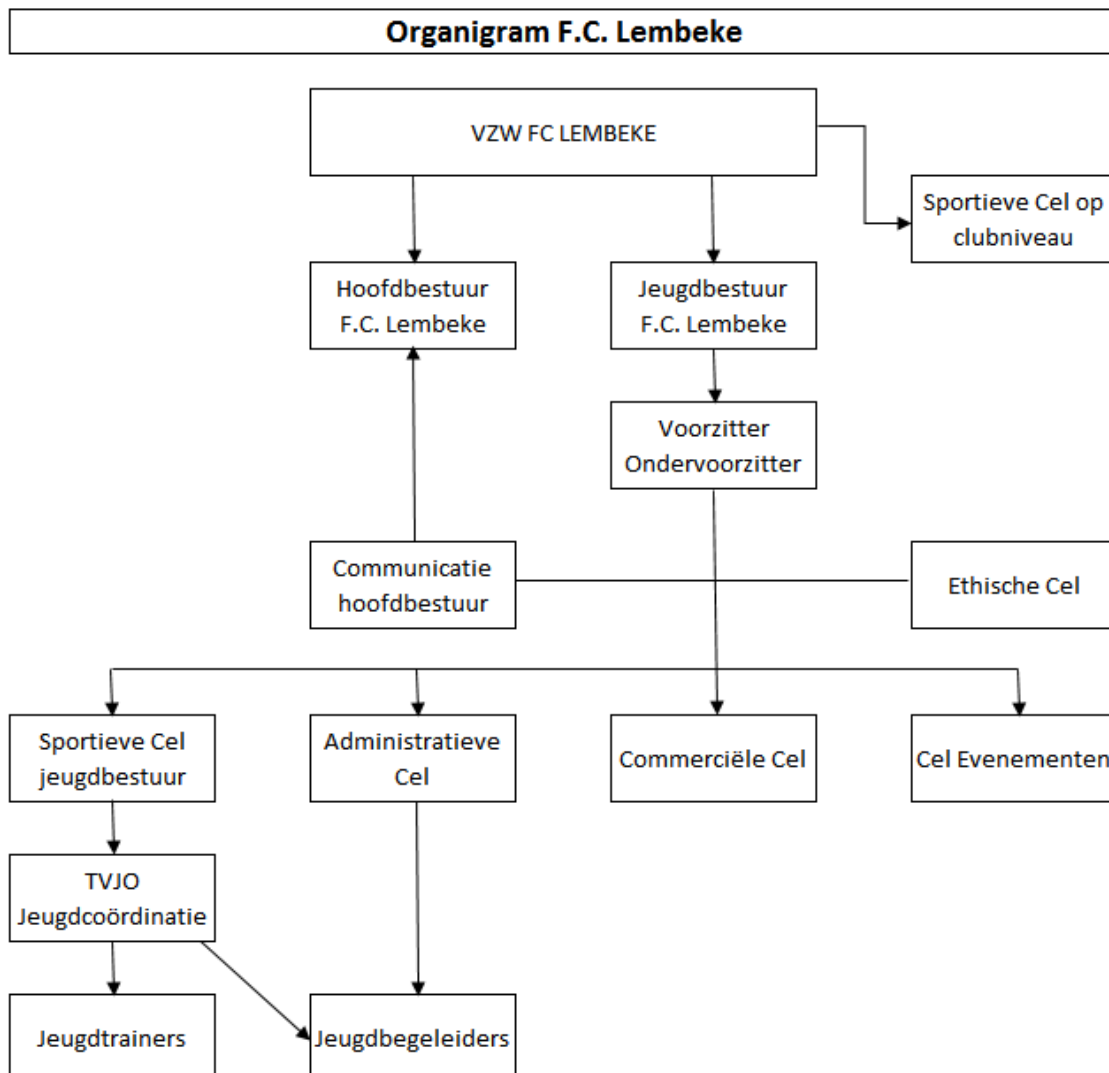 Organigram F.C. Lembeke
VZW FC LEMBEKE
Sportieve Cel op
clubniveau
Hoofdbestuur
F.C. Lembeke
Jeugdbestuur
F.C. Lembeke
Voorzitter
Ondervoorzitter
Communicatie
hoofdbestuur
Ethische Cel
Sportieve Cel
jeugdbestuur
Administratieve
Cel
Commerciële Cel
Cel Evenementen
TVJO
Jeugdcoördinatie
Jeugdtrainers
Jeugdbegeleiders